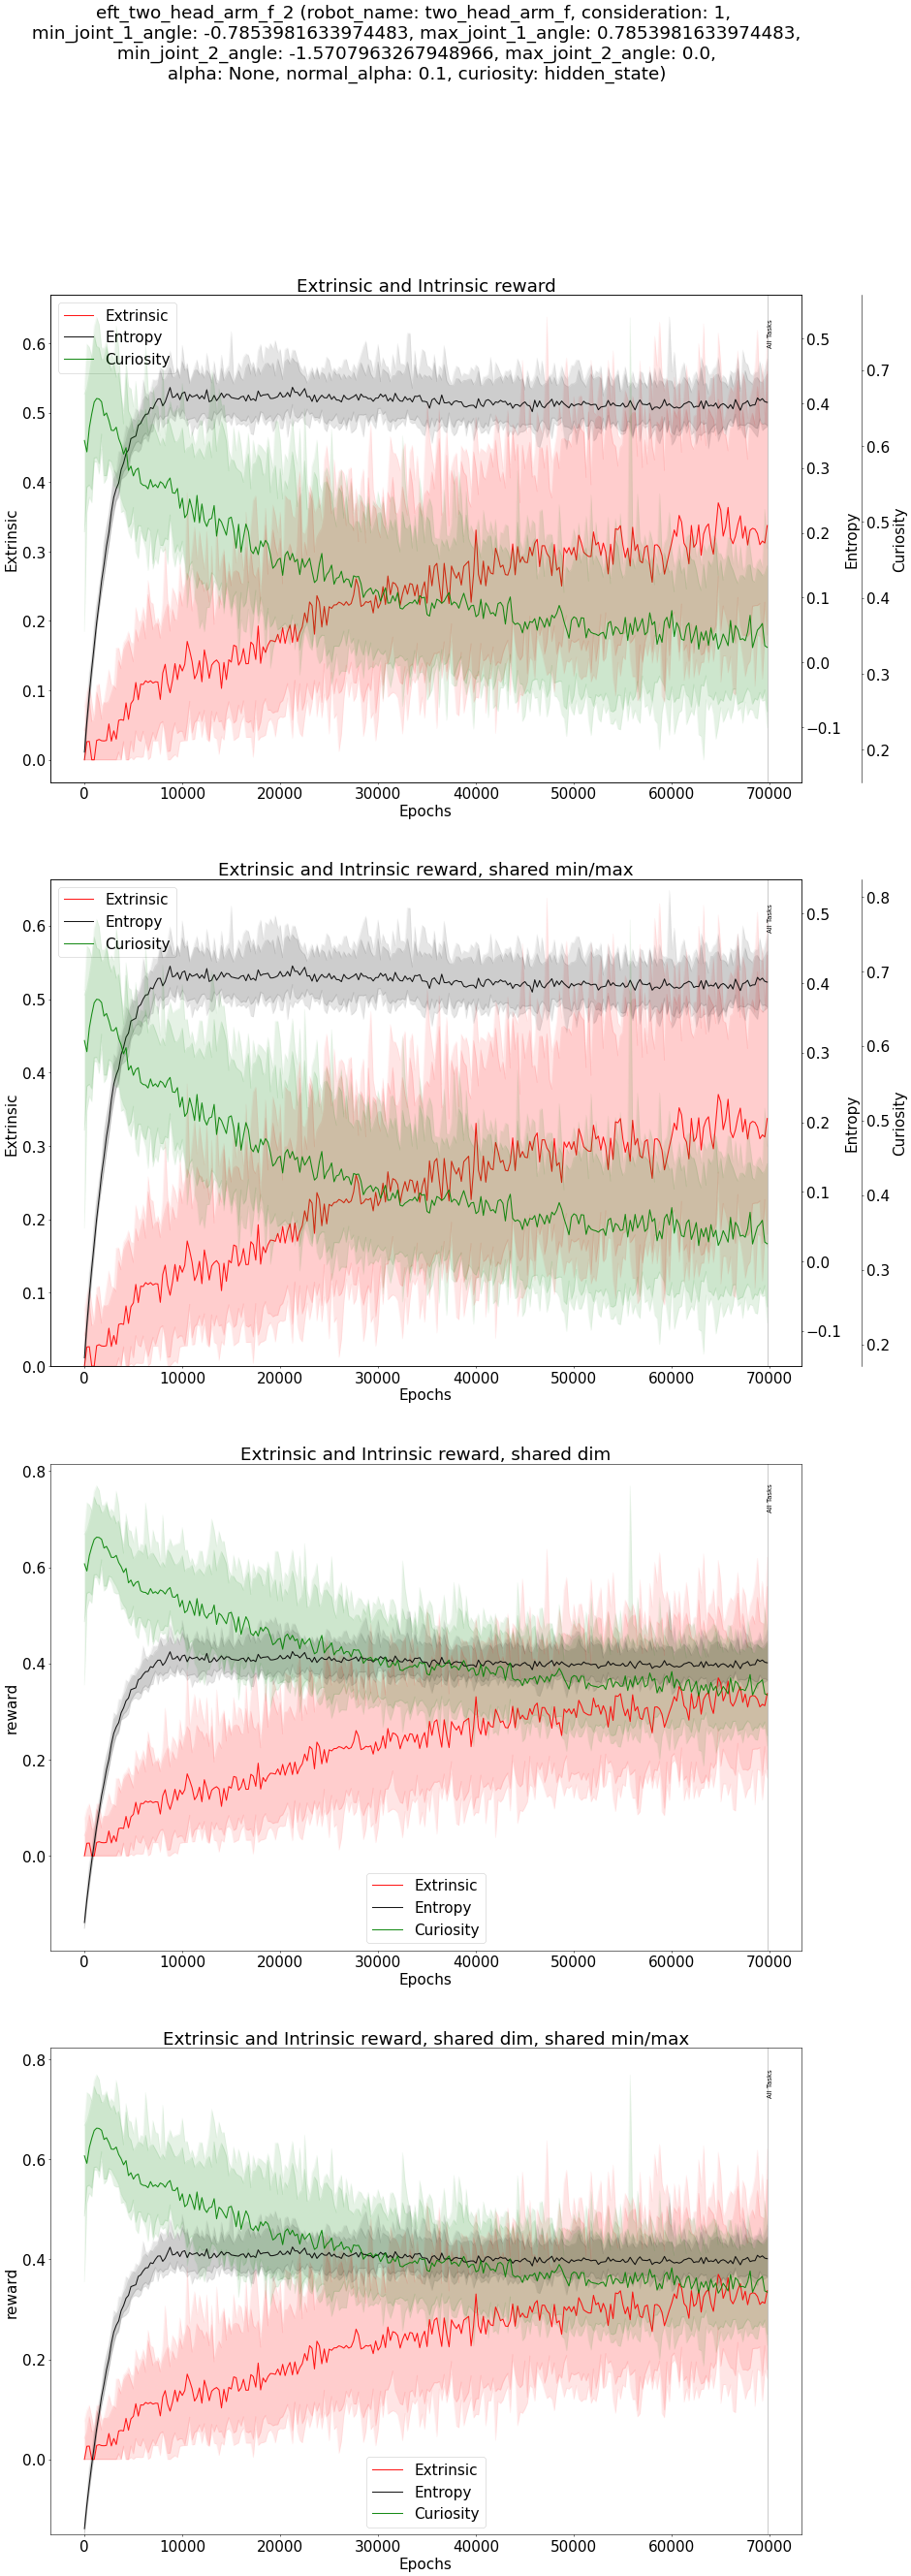 eft_two_head_arm_f_2 (robot_name: two_head_arm_f, consideration: 1,
min_joint_1_angle: -0.7853981633974483, max_joint_1_angle: 0.7853981633974483,
min_joint_2_angle: -1.5707963267948966, max_joint_2_angle: 0.0,
alpha: None, normal_alpha: 0.1, curiosity: hidden_state)
Extrinsic and Intrinsic reward
Extrinsic
Entropy
Curiosity
All Tasks
0.6
0.5
0.4
0.3
0.2
0.1
0.0
Extrinsic
0.5
0.4
0.3
0.2
0.1
0.0
−0.1
Entropy
0.7
0.6
0.5
0.4
0.3
0.2
Curiosity
0 10000 20000 30000 40000 50000 60000 70000
Epochs
Extrinsic and Intrinsic reward, shared min/max
Extrinsic
Entropy
Curiosity
All Tasks
0.6
0.5
0.4
0.3
0.2
0.1
0.0
Extrinsic
0.5
0.4
0.3
0.2
0.1
0.0
−0.1
Entropy
0.8
0.7
0.6
0.5
0.4
0.3
0.2
Curiosity
0 10000 20000 30000 40000 50000 60000 70000
Epochs
Extrinsic and Intrinsic reward, shared dim
All Tasks
0.8
0.6
0.4
0.2
0.0
reward
Extrinsic
Entropy
Curiosity
0 10000 20000 30000 40000 50000 60000 70000
Epochs
Extrinsic and Intrinsic reward, shared dim, shared min/max
All Tasks
0.8
0.6
0.4
0.2
0.0
reward
Extrinsic
Entropy
Curiosity
0 10000 20000 30000 40000 50000 60000 70000
Epochs